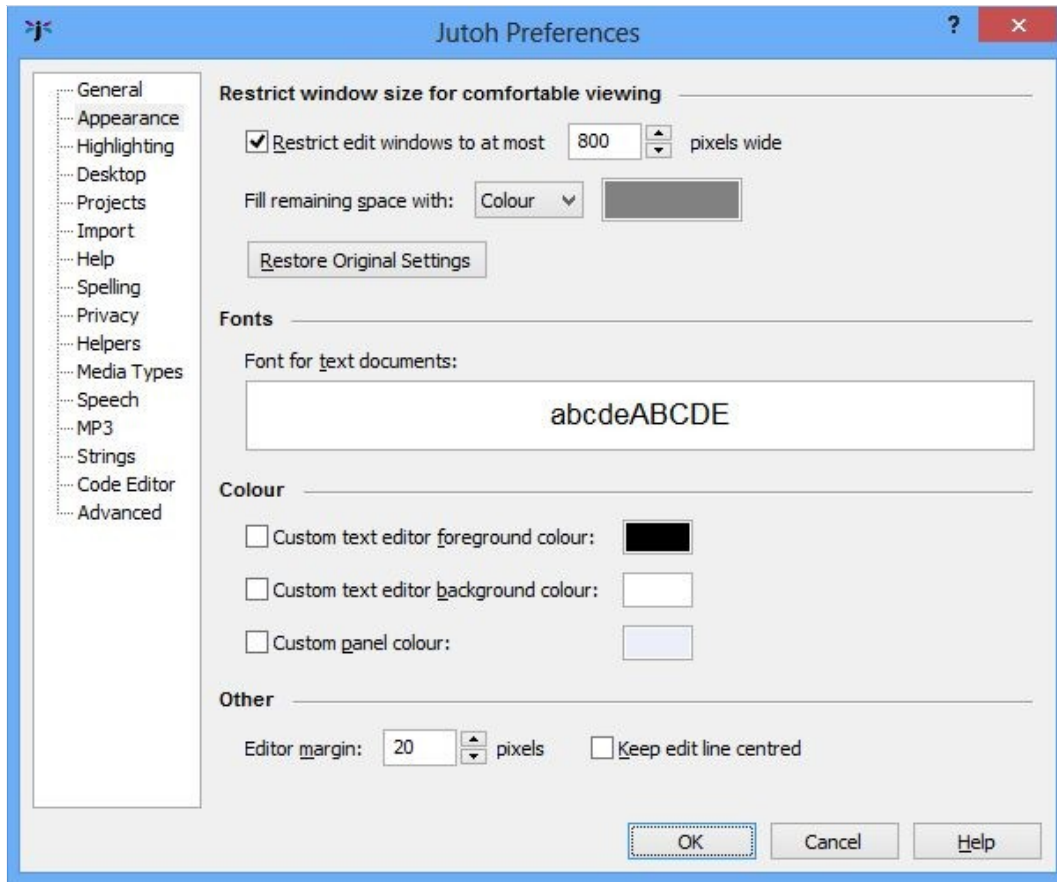 Jutoh Preferences
?
General
Appearance
Highlighting
Desktop
Projects
Import
Help
Spelling
Privacy
Helpers
Media Types
Speech
MP3
Strings
Code Editor
Advanced
Restrict window size for comfortable viewing
Restrict edit windows to at most 800 pixels wide
Fill remaining space with: Colour
Restore Original Settings
Fonts
Font for text documents:
abcdeABCDE
Colour
Custom text editor foreground colour:
Custom text editor background colour:
Custom panel colour:
Other
Editor margin: 20 pixels Keep edit line centred
OK Cancel Help